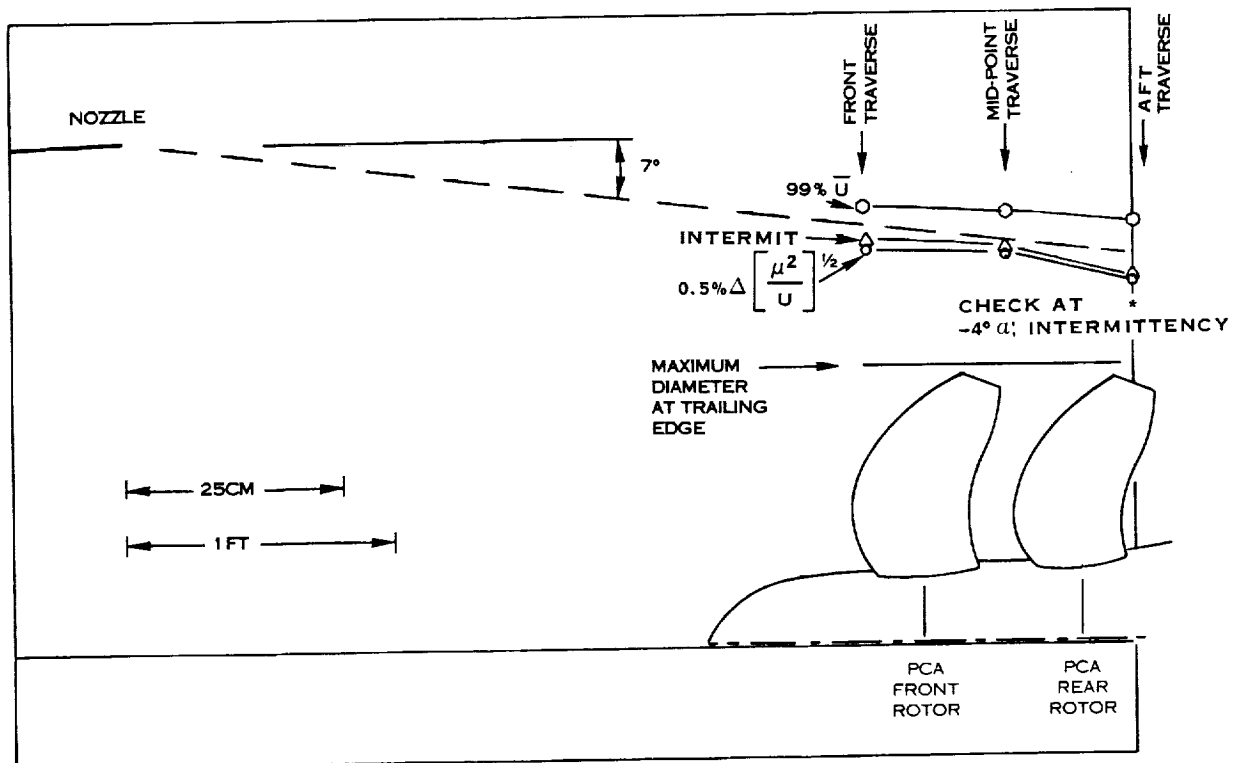 FRONT
TRAVERSE
MID-POINT
TRAVERSE
AFT
TRAVERSE
NOZZLE
7°
99% U̅
INTERMIT
0.5% Δ [μ²/U]^½
CHECK AT *
-4° α; INTERMITTENCY
MAXIMUM
DIAMETER
AT TRAILING
EDGE
25CM
1 FT
PCA
FRONT
ROTOR
PCA
REAR
ROTOR